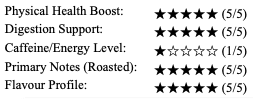 Physical Health Boost: ★★★★★ (5/5)
Digestion Support: ★★★★★ (5/5)
Caffeine/Energy Level: ★☆☆☆☆ (1/5)
Primary Notes (Roasted): ★★★★★ (5/5)
Flavour Profile: ★★★★★ (5/5)